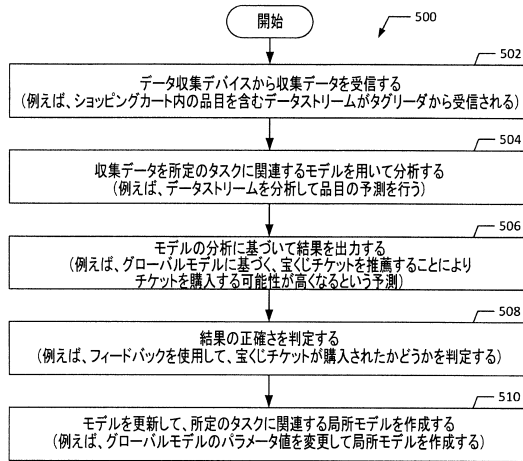 開始
500
502
データ収集デバイスから収集データを受信する
(例えば、ショッピングカート内の品目を含むデータストリームがタグリーダから受信される)
504
収集データを所定のタスクに関連するモデルを用いて分析する
(例えば、データストリームを分析して品目の予測を行う)
506
モデルの分析に基づいて結果を出力する
(例えば、グローバルモデルに基づく、宝くじチケットを推薦することにより
チケットを購入する可能性が高くなるという予測)
508
結果の正確さを判定する
(例えば、フィードバックを使用して、宝くじチケットが購入されたかどうかを判定する)
510
モデルを更新して、所定のタスクに関連する局所モデルを作成する
(例えば、グローバルモデルのパラメータ値を変更して局所モデルを作成する)